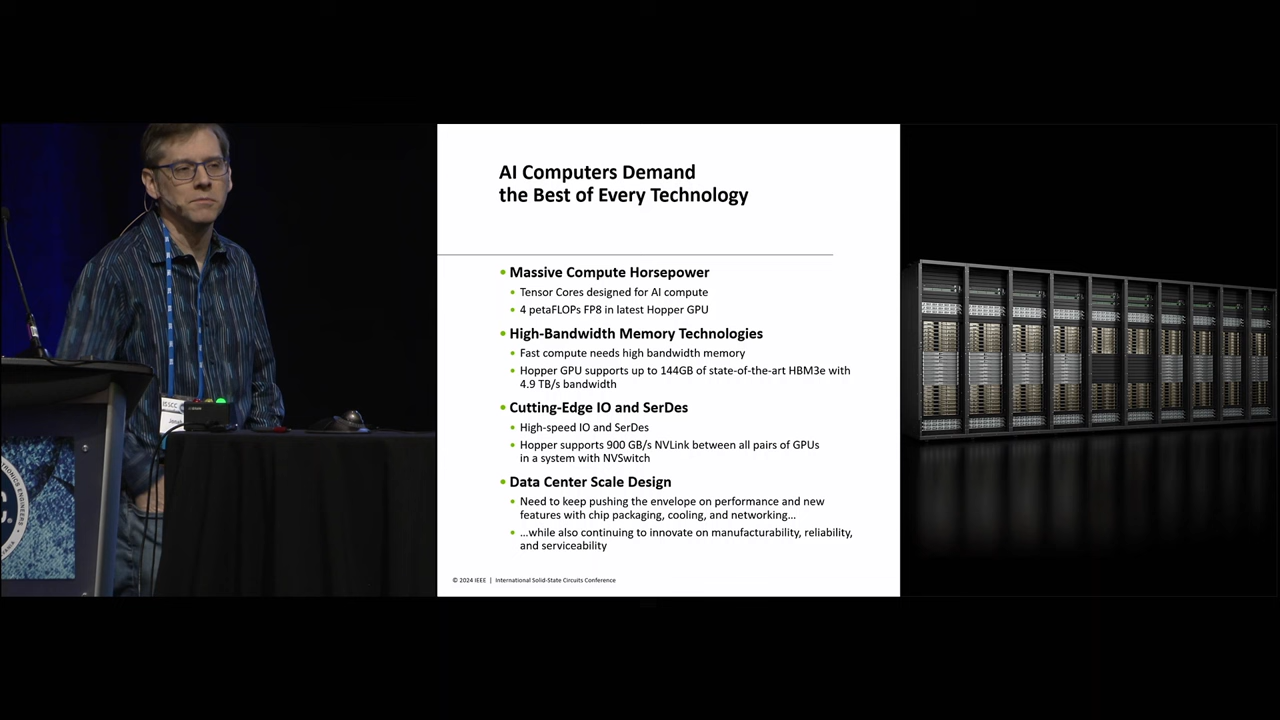 AI Computers Demand
the Best of Every Technology
• Massive Compute Horsepower
• Tensor Cores designed for AI compute
• 4 petaFLOPs FP8 in latest Hopper GPU
• High-Bandwidth Memory Technologies
• Fast compute needs high bandwidth memory
• Hopper GPU supports up to 144GB of state-of-the-art HBM3e with
4.9 TB/s bandwidth
• Cutting-Edge IO and SerDes
• High-speed IO and SerDes
• Hopper supports 900 GB/s NVLink between all pairs of GPUs
in a system with NVSwitch
• Data Center Scale Design
• Need to keep pushing the envelope on performance and new
features with chip packaging, cooling, and networking…
• …while also continuing to innovate on manufacturability, reliability,
and serviceability
© 2024 IEEE | International Solid-State Circuits Conference
ISSCC